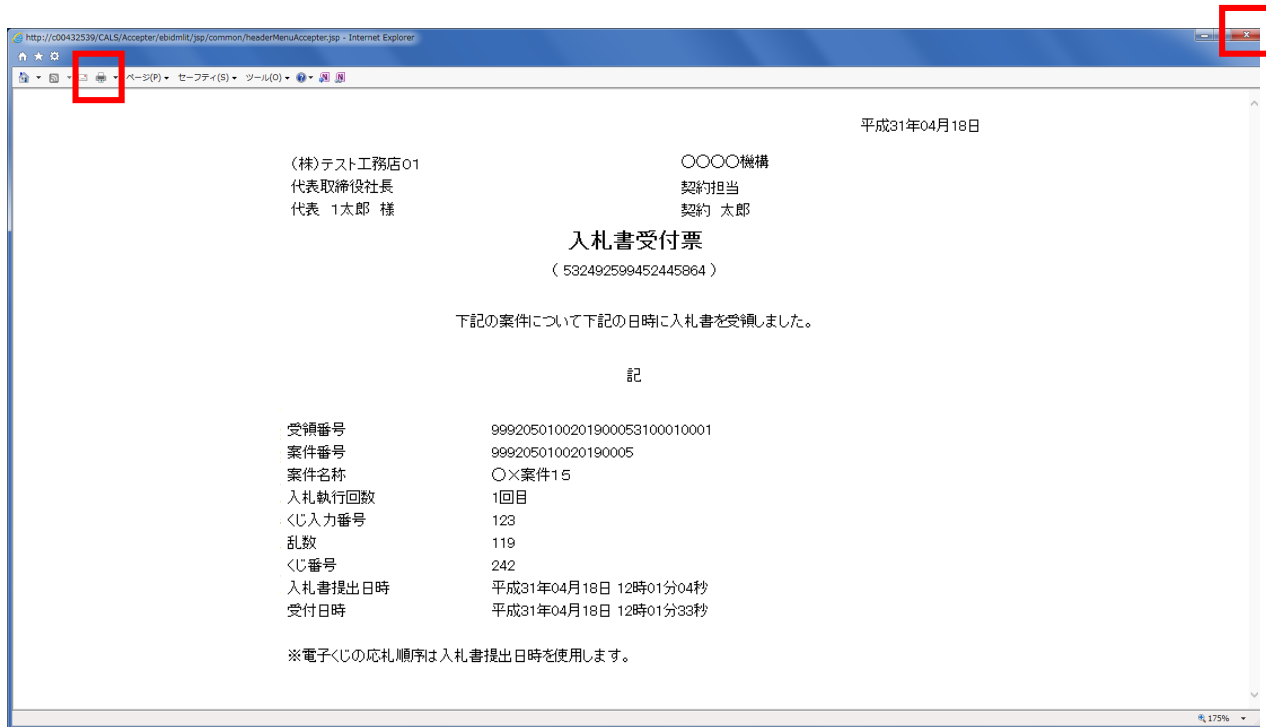 http://c00432539/CALS/Accepter/ebidmlit/jsp/common/headerMenuAccepter.jsp - Internet Explorer
ページ(P) セーフティ(S) ツール(O)
平成31年04月18日
(株)テスト工務店01 〇〇〇〇機構
代表取締役社長 契約担当
代表 1太郎 様 契約 太郎
入札書受付票
( 532492599452445864 )
下記の案件について下記の日時に入札書を受領しました。
記
受領番号 9992050100201900053100010001
案件番号 999205010020190005
案件名称 〇×案件15
入札執行回数 1回目
くじ入力番号 123
乱数 119
くじ番号 242
入札書提出日時 平成31年04月18日 12時01分04秒
受付日時 平成31年04月18日 12時01分33秒
※電子くじの応札順序は入札書提出日時を使用します。
175%